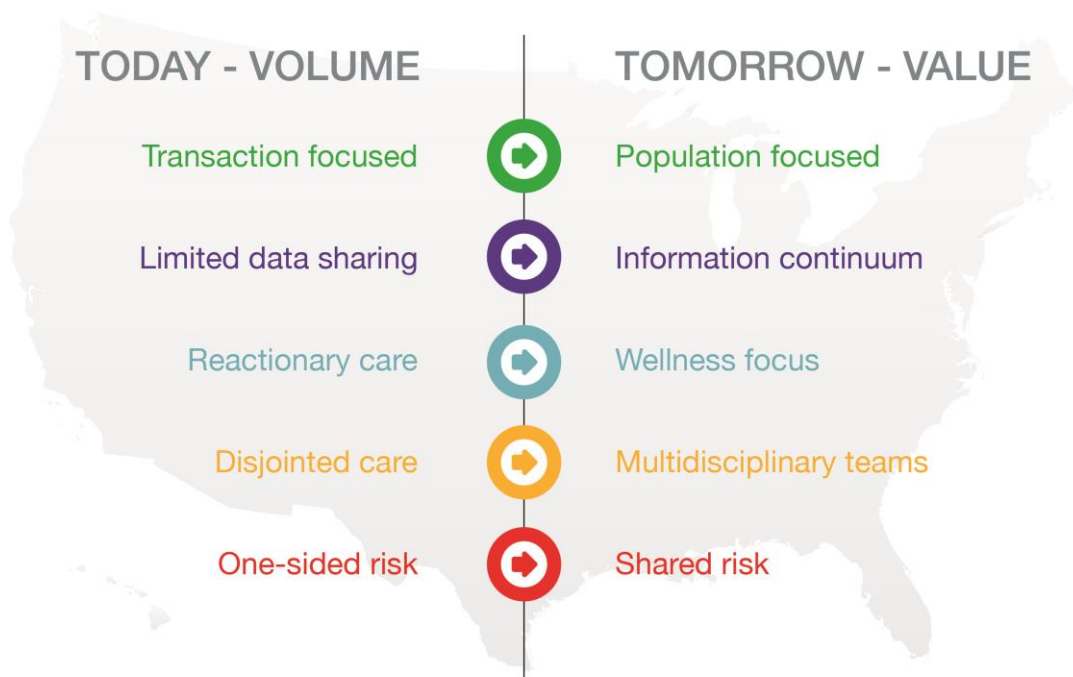 TODAY - VOLUME
TOMORROW - VALUE
Transaction focused
Population focused
Limited data sharing
Information continuum
Reactionary care
Wellness focus
Disjointed care
Multidisciplinary teams
One-sided risk
Shared risk